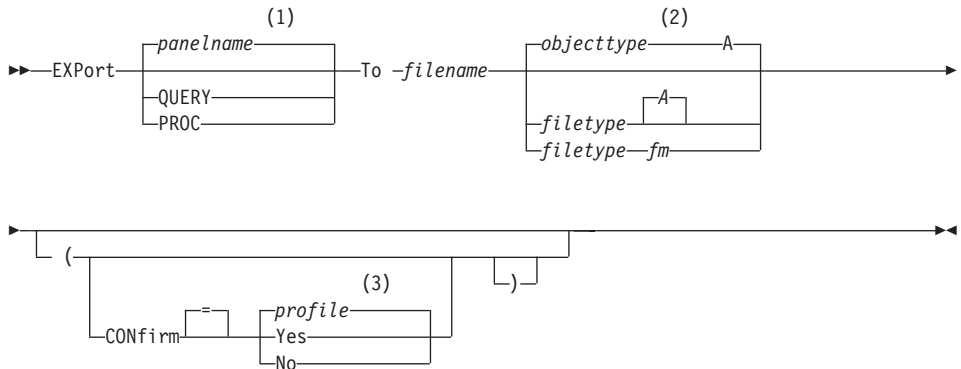 (1) (2)
panelname objecttype A
EXPort To filename
QUERY A
PROC filetype
filetype fm
(
(3) )
= profile
CONfirm Yes
No